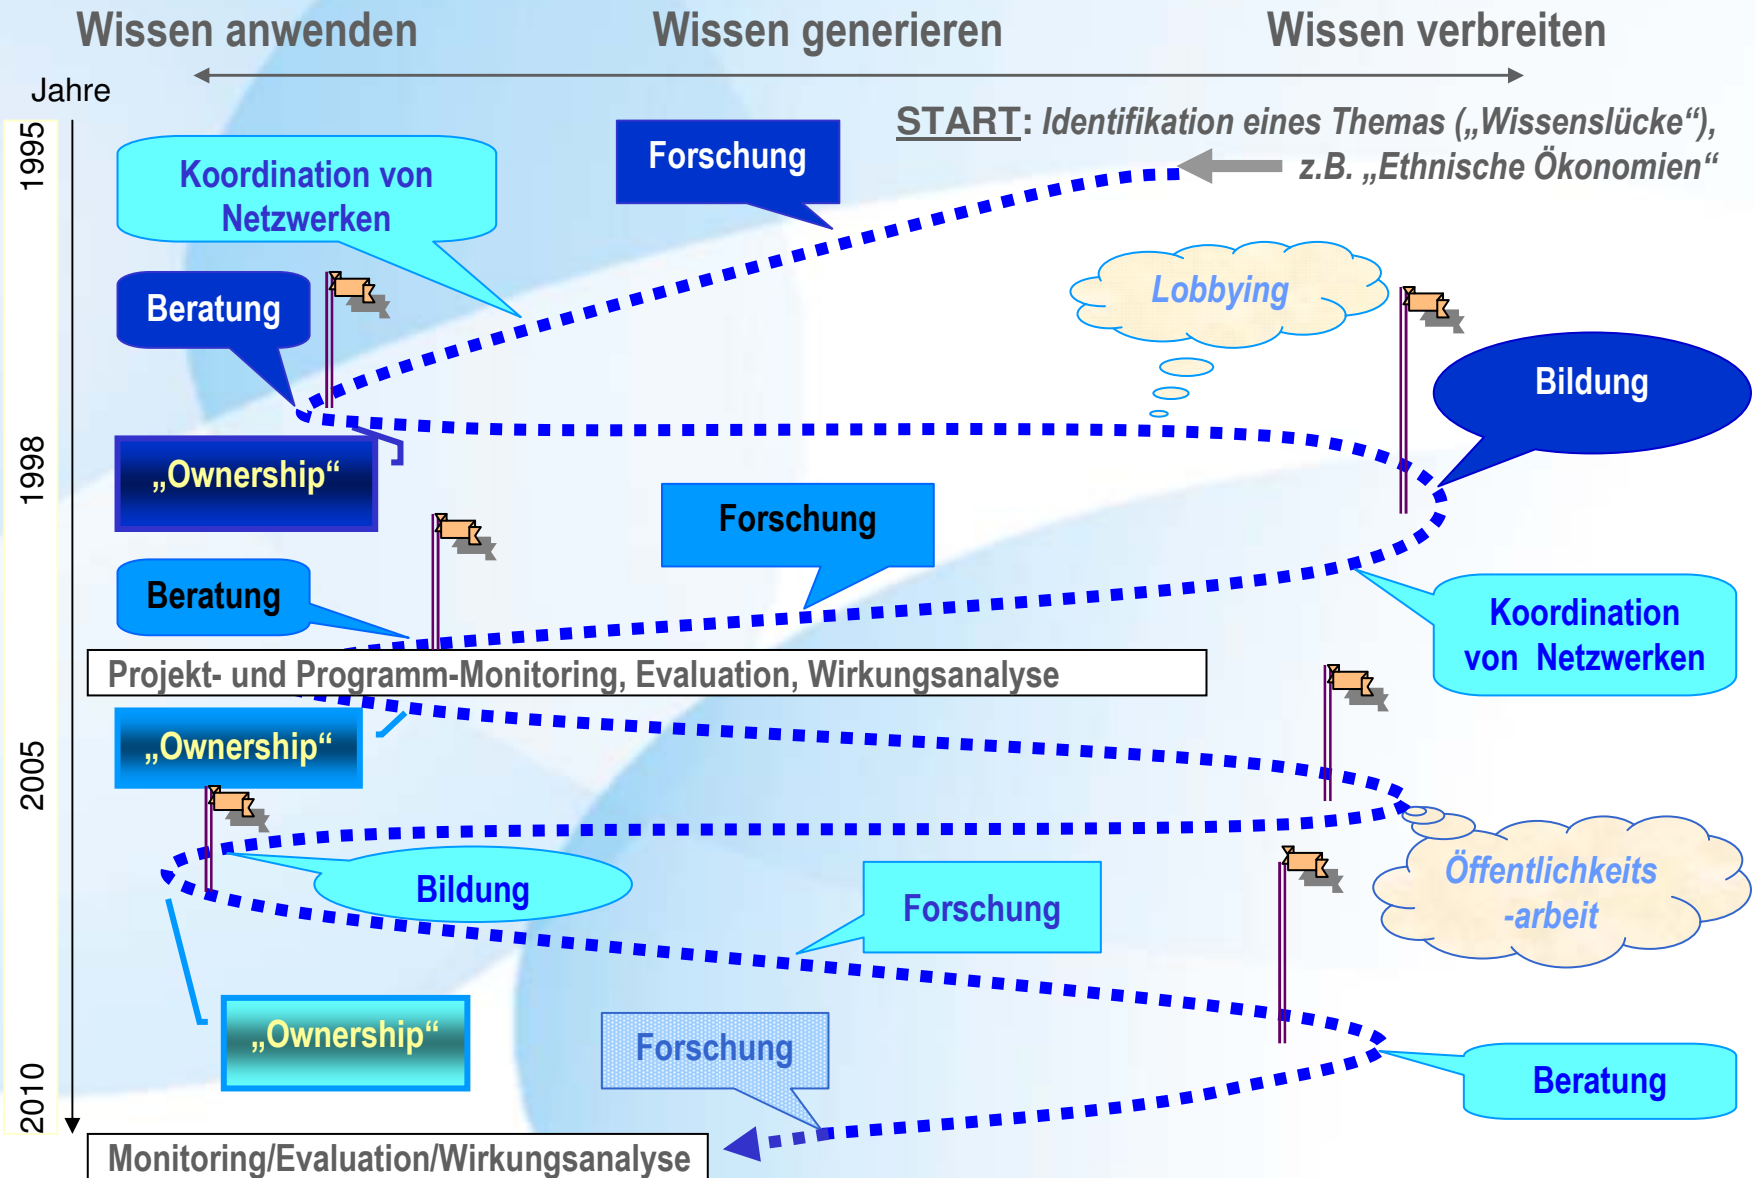 Wissen anwenden
Wissen generieren
Wissen verbreiten
Jahre
START: Identifikation eines Themas („Wissenslücke“),
z.B. „Ethnische Ökonomien“
1995
Koordination von
Netzwerken
Forschung
Lobbying
Beratung
Bildung
1998
„Ownership“
Forschung
Beratung
Koordination
von Netzwerken
Projekt- und Programm-Monitoring, Evaluation, Wirkungsanalyse
2005
„Ownership“
Öffentlichkeits
-arbeit
Bildung
Forschung
„Ownership“
Forschung
Beratung
2010
Monitoring/Evaluation/Wirkungsanalyse